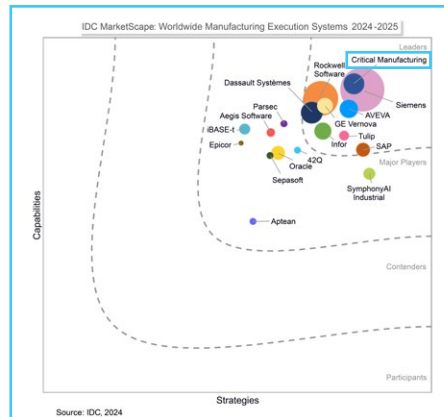 IDC MarketScape: Worldwide Manufacturing Execution Systems 2024-2025
Leaders
Critical Manufacturing
Rockwell
Software
Dassault Systèmes
Siemens
Parsec
AVEVA
Aegis Software
GE Vernova
iBASE-t
Tulip
Epicor
Infor
SAP
42Q
Oracle
Major Players
Sepasoft
SymphonyAI
Industrial
Aptean
Capabilities
Contenders
Participants
Strategies
Source: IDC, 2024